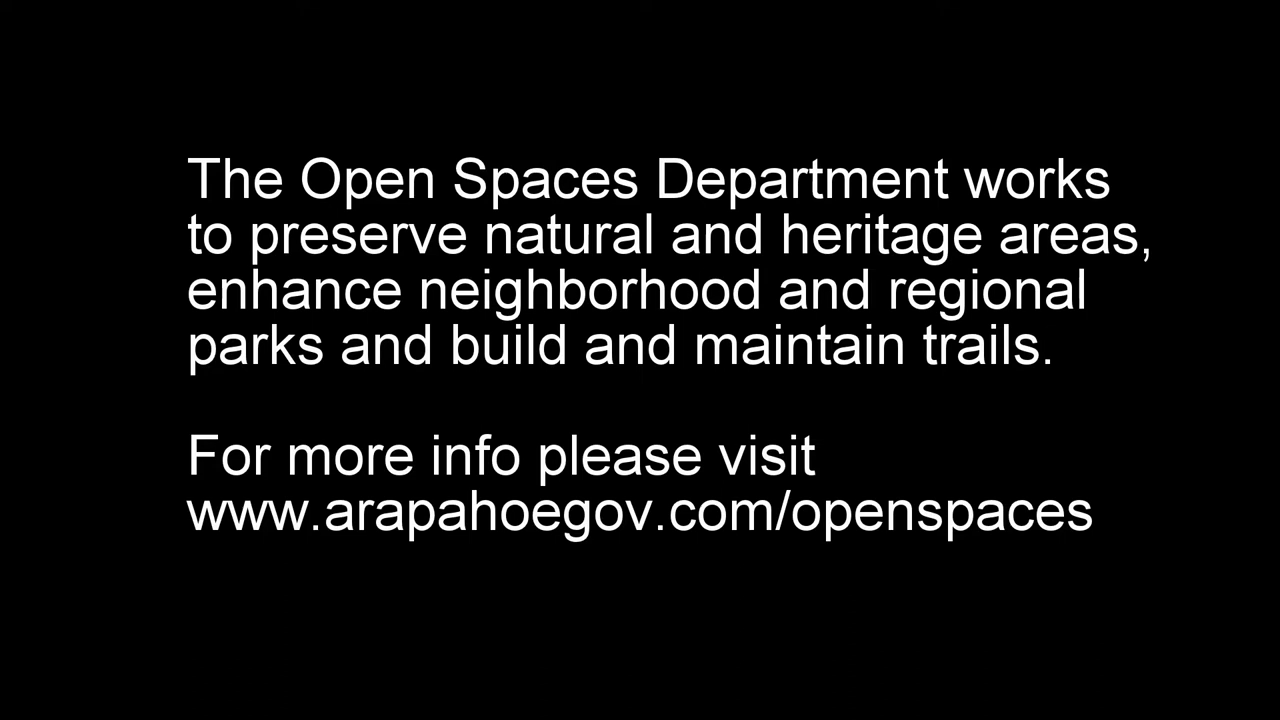 The Open Spaces Department works
to preserve natural and heritage areas,
enhance neighborhood and regional
parks and build and maintain trails.
For more info please visit
www.arapahoegov.com/openspaces